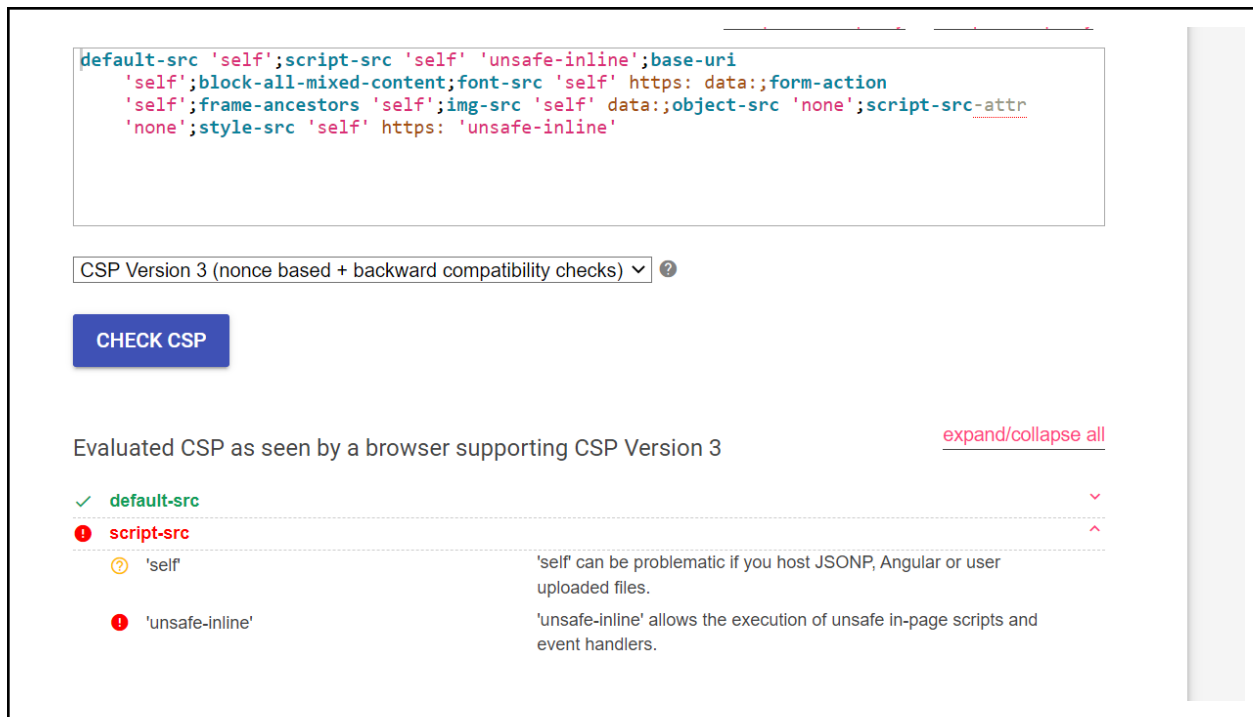 default-src 'self';script-src 'self' 'unsafe-inline';base-uri
'self';block-all-mixed-content;font-src 'self' https: data:;form-action
'self';frame-ancestors 'self';img-src 'self' data:;object-src 'none';script-src-attr
'none';style-src 'self' https: 'unsafe-inline'
CSP Version 3 (nonce based + backward compatibility checks)
CHECK CSP
Evaluated CSP as seen by a browser supporting CSP Version 3
expand/collapse all
default-src
script-src
'self'
'self' can be problematic if you host JSONP, Angular or user
uploaded files.
'unsafe-inline'
'unsafe-inline' allows the execution of unsafe in-page scripts and
event handlers.